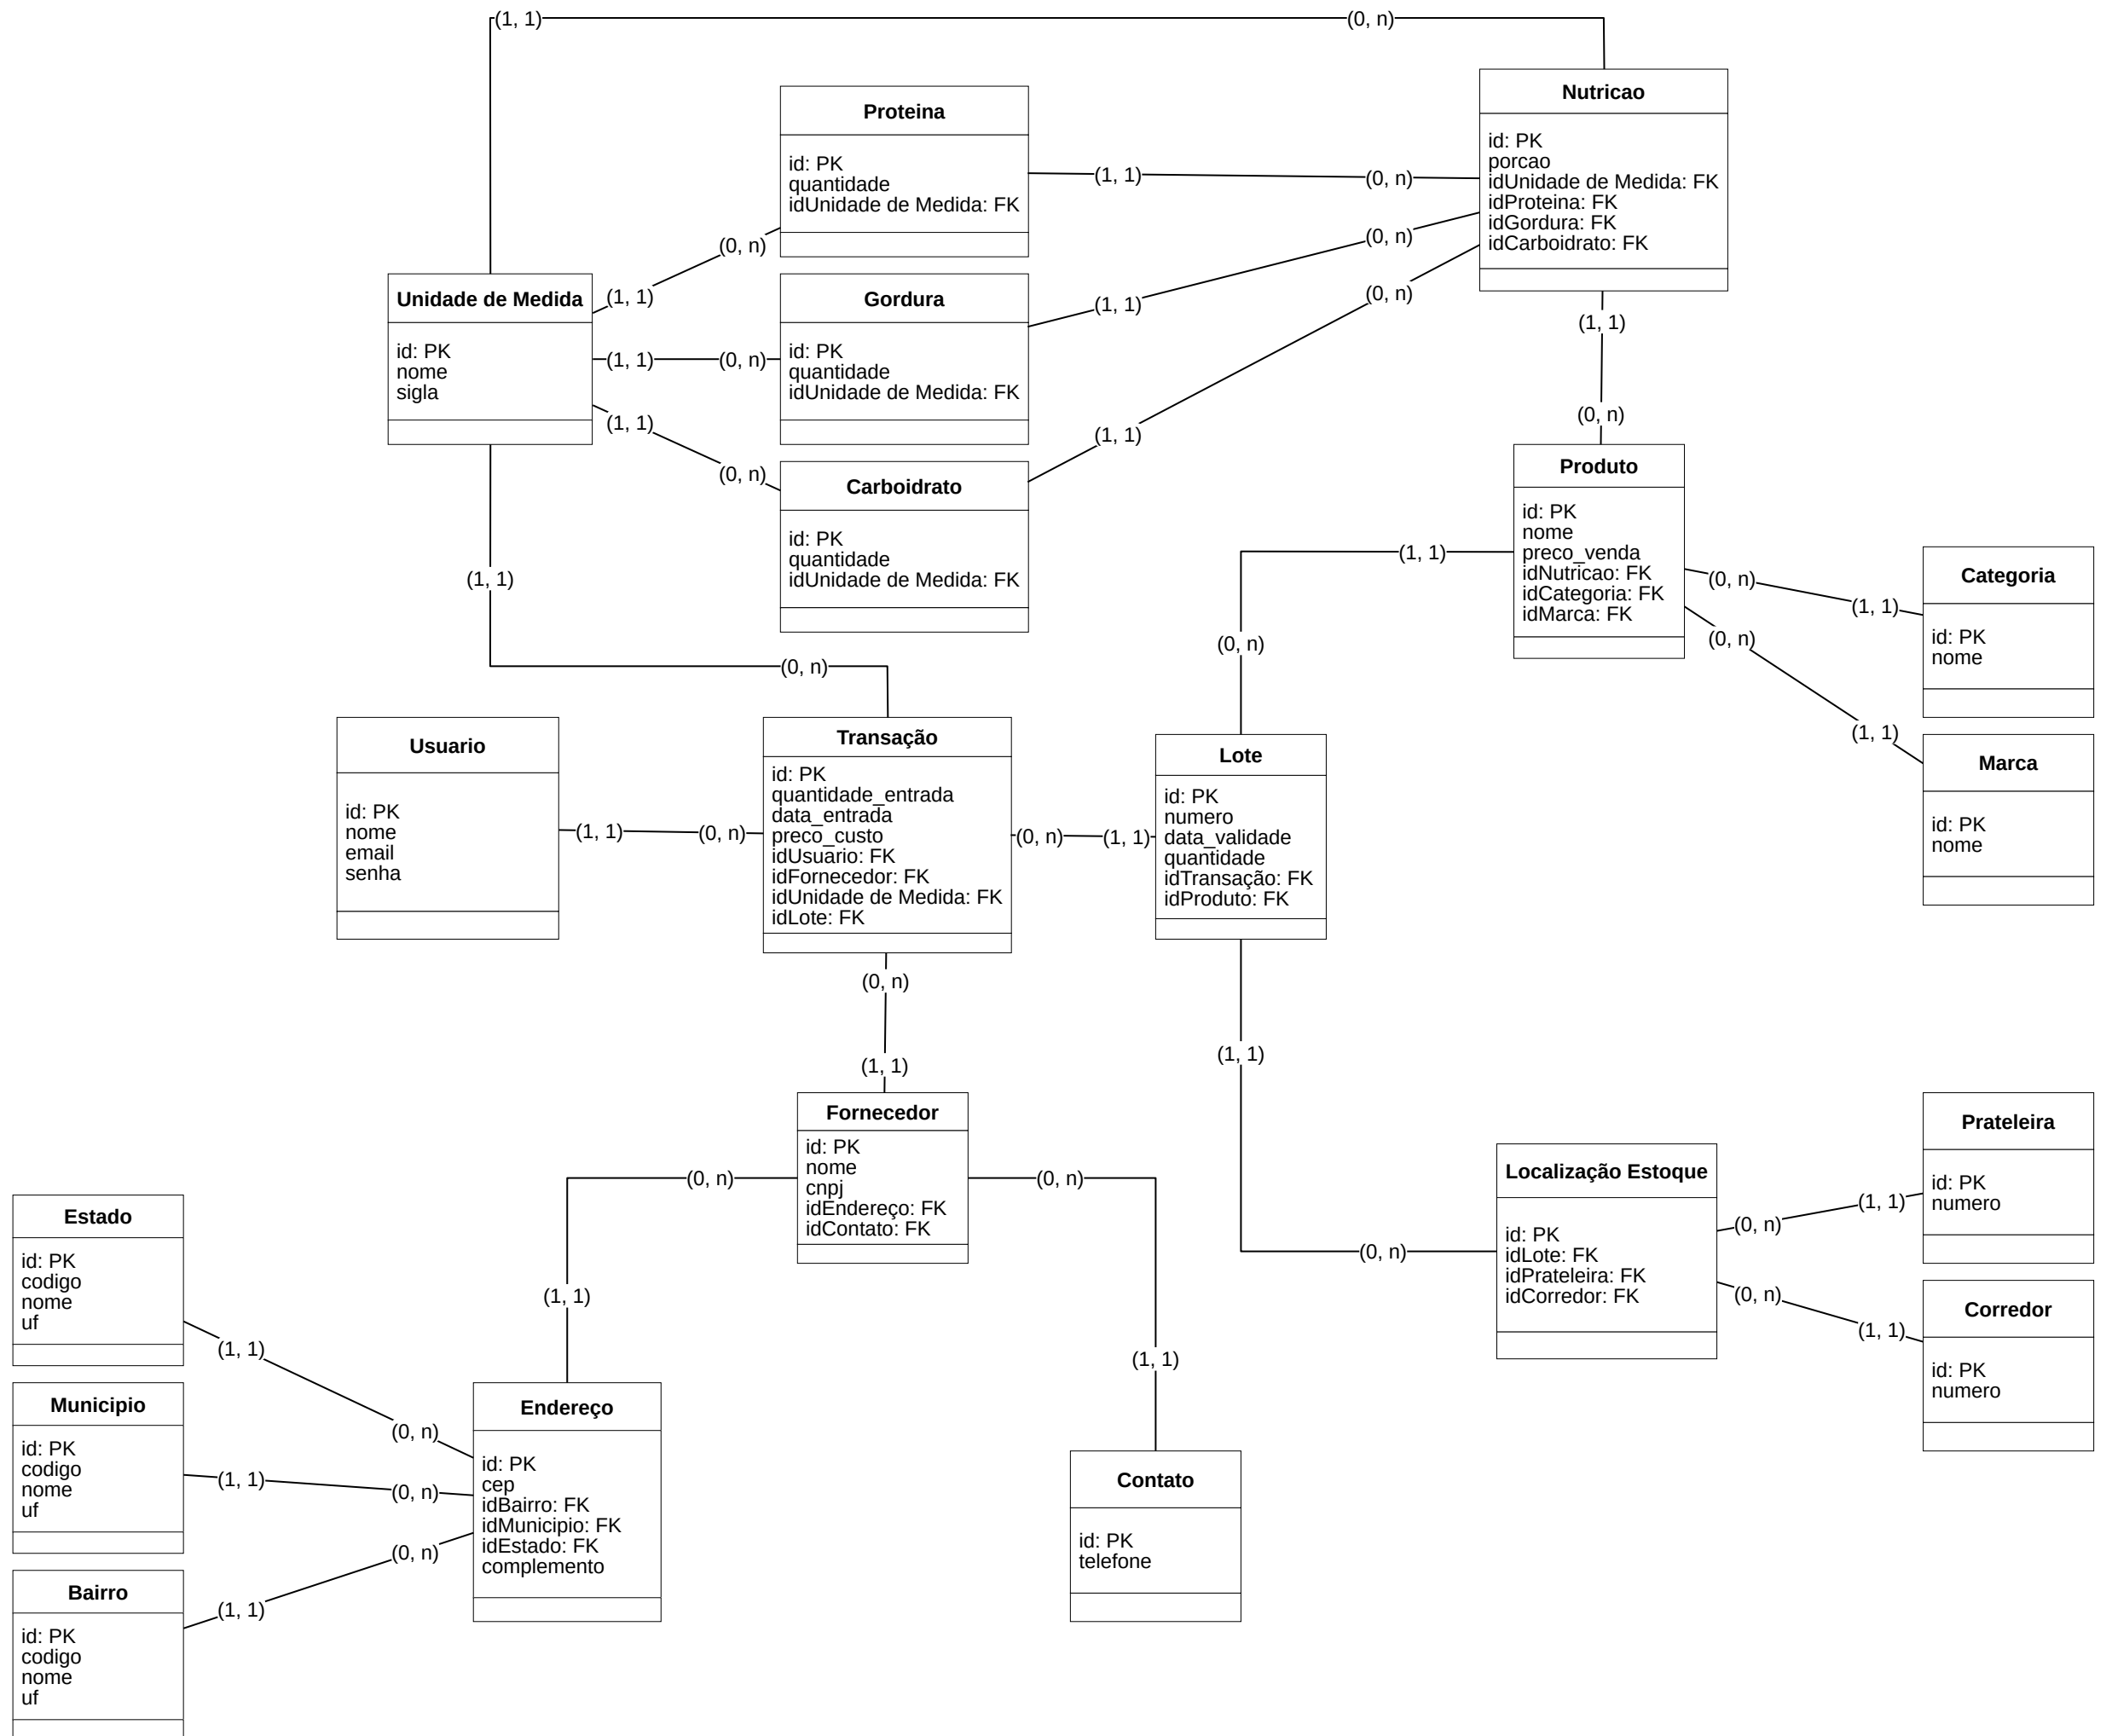 (1, 1)
(0, n)
Nutricao
id: PK
porcao
idUnidade de Medida: FK
idProteina: FK
idGordura: FK
idCarboidrato: FK
Proteina
id: PK
quantidade
idUnidade de Medida: FK
(1, 1)
(0, n)
(0, n)
(1, 1)
(0, n)
(1, 1)
(0, n)
(1, 1)
Unidade de Medida
id: PK
nome
sigla
Gordura
id: PK
quantidade
idUnidade de Medida: FK
(1, 1)
(0, n)
(1, 1)
(0, n)
(1, 1)
(0, n)
Carboidrato
id: PK
quantidade
idUnidade de Medida: FK
(1, 1)
(0, n)
Produto
id: PK
nome
preco_venda
idNutricao: FK
idCategoria: FK
idMarca: FK
(1, 1)
(0, n)
(0, n)
(1, 1)
(0, n)
(1, 1)
Categoria
id: PK
nome
Marca
id: PK
nome
(1, 1)
(0, n)
Usuario
id: PK
nome
email
senha
(1, 1)
(0, n)
Transação
id: PK
quantidade_entrada
data_entrada
preco_custo
idUsuario: FK
idFornecedor: FK
idUnidade de Medida: FK
idLote: FK
(0, n)
(1, 1)
Lote
id: PK
numero
data_validade
quantidade
idTransação: FK
idProduto: FK
(0, n)
(1, 1)
(1, 1)
(0, n)
Fornecedor
id: PK
nome
cnpj
idEndereço: FK
idContato: FK
(0, n)
(1, 1)
(0, n)
(1, 1)
Localização Estoque
id: PK
idLote: FK
idPrateleira: FK
idCorredor: FK
(0, n)
(1, 1)
(0, n)
(1, 1)
Prateleira
id: PK
numero
Corredor
id: PK
numero
Estado
id: PK
codigo
nome
uf
(1, 1)
(0, n)
Municipio
id: PK
codigo
nome
uf
(1, 1)
(0, n)
Bairro
id: PK
codigo
nome
uf
(1, 1)
(0, n)
Endereço
id: PK
cep
idBairro: FK
idMunicipio: FK
idEstado: FK
complemento
Contato
id: PK
telefone